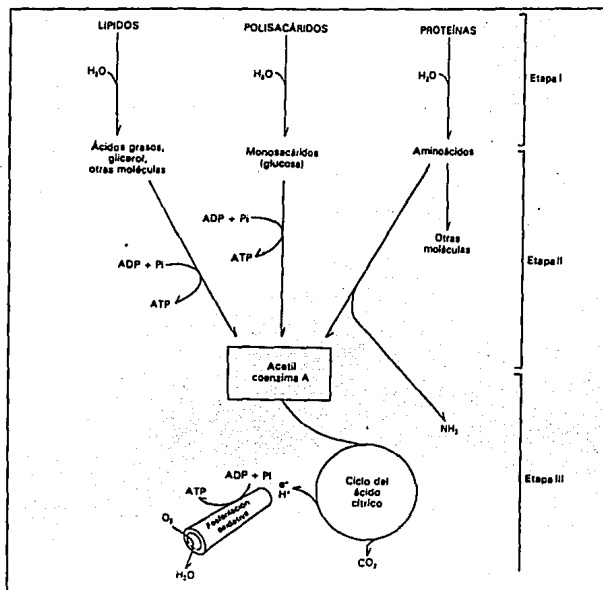 LIPIDOS
POLISACÁRIDOS
PROTEÍNAS
H₂O
H₂O
H₂O
Etapa I
Ácidos grasos,
glicerol,
otras moléculas
Monosacáridos
(glucosa)
Aminoácidos
ADP + Pi
ATP
Otras
moléculas
ADP + Pi
ATP
Etapa II
Acetil
coenzima A
NH₃
Etapa III
ADP + Pi
ATP
e⁻
H⁺
Ciclo del
ácido
cítrico
Fosforilación
oxidativa
O₂
H₂O
CO₂